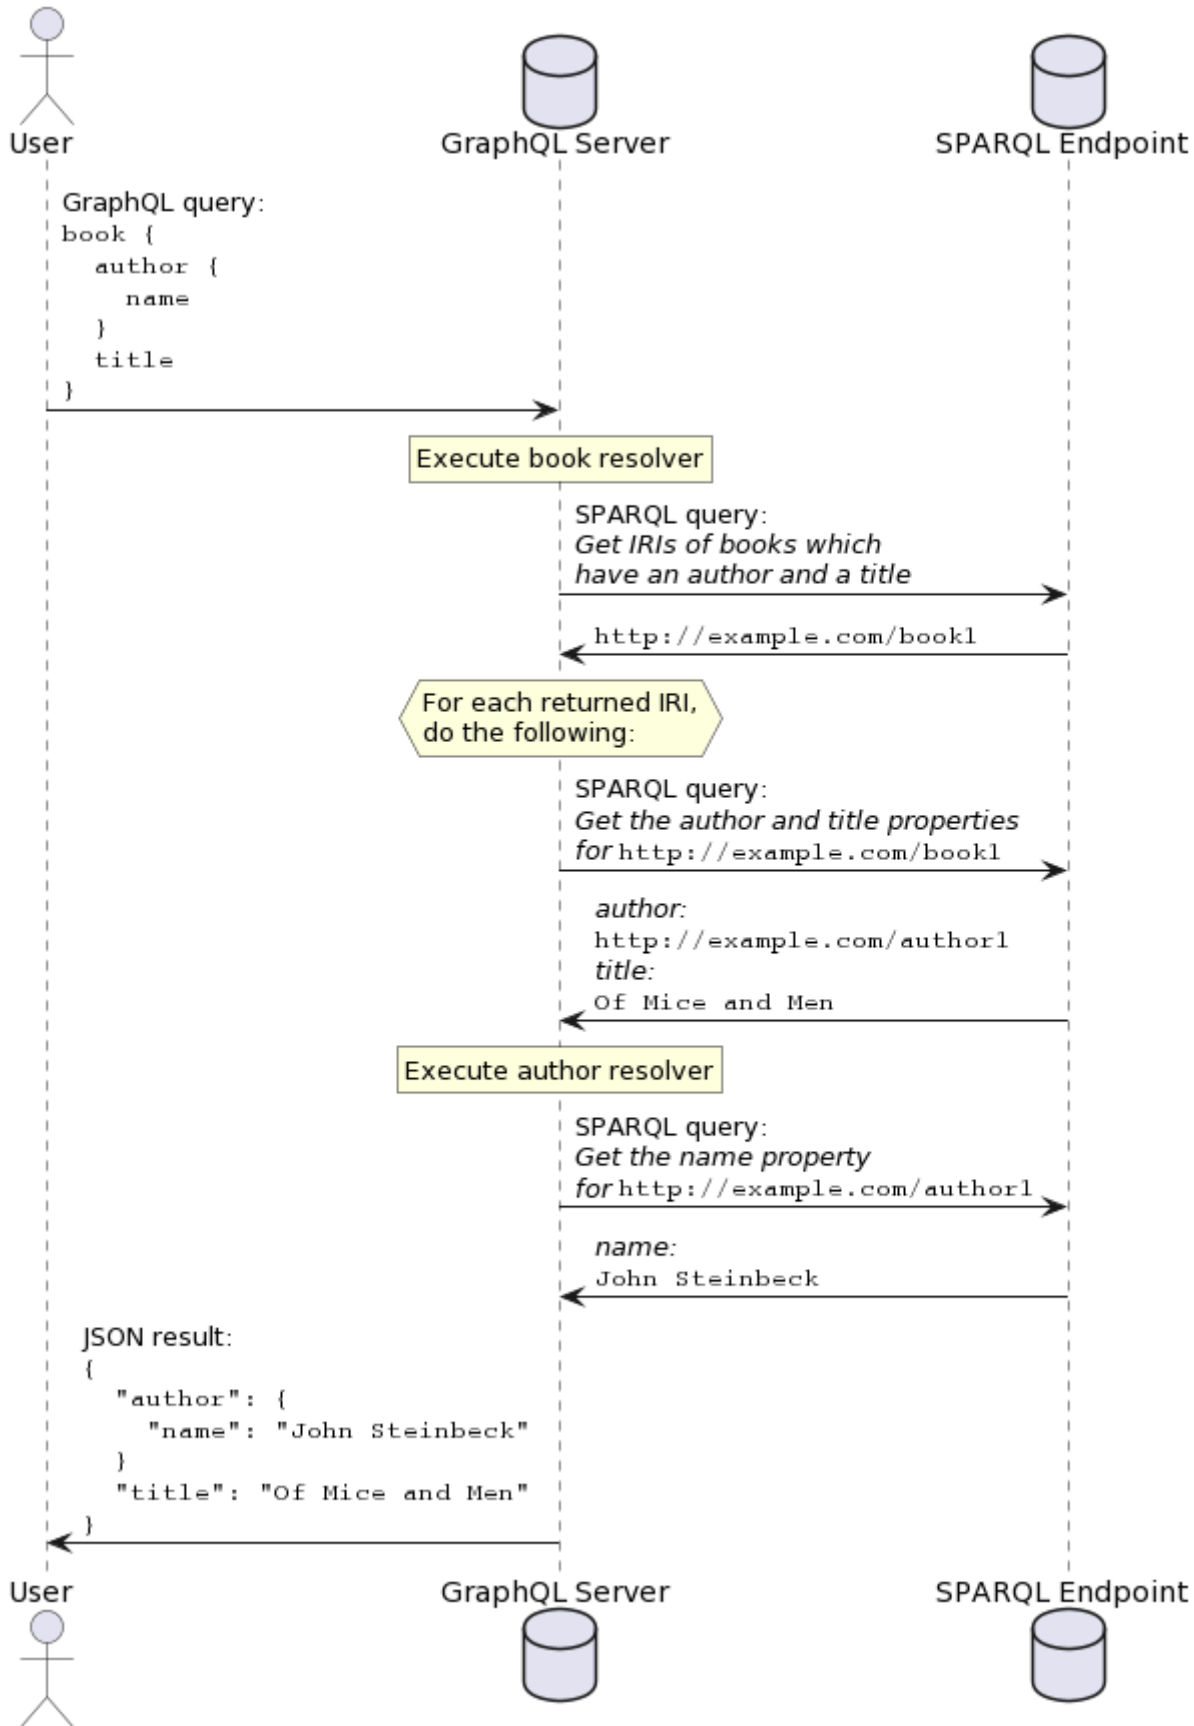 User
GraphQL Server
SPARQL Endpoint
GraphQL query:
book {
  author {
    name
  }
  title
}
Execute book resolver
SPARQL query:
Get IRIs of books which
have an author and a title
http://example.com/book1
For each returned IRI,
do the following:
SPARQL query:
Get the author and title properties
for http://example.com/book1
author:
http://example.com/author1
title:
Of Mice and Men
Execute author resolver
SPARQL query:
Get the name property
for http://example.com/author1
name:
John Steinbeck
JSON result:
{
  "author": {
    "name": "John Steinbeck"
  }
  "title": "Of Mice and Men"
}
User
GraphQL Server
SPARQL Endpoint